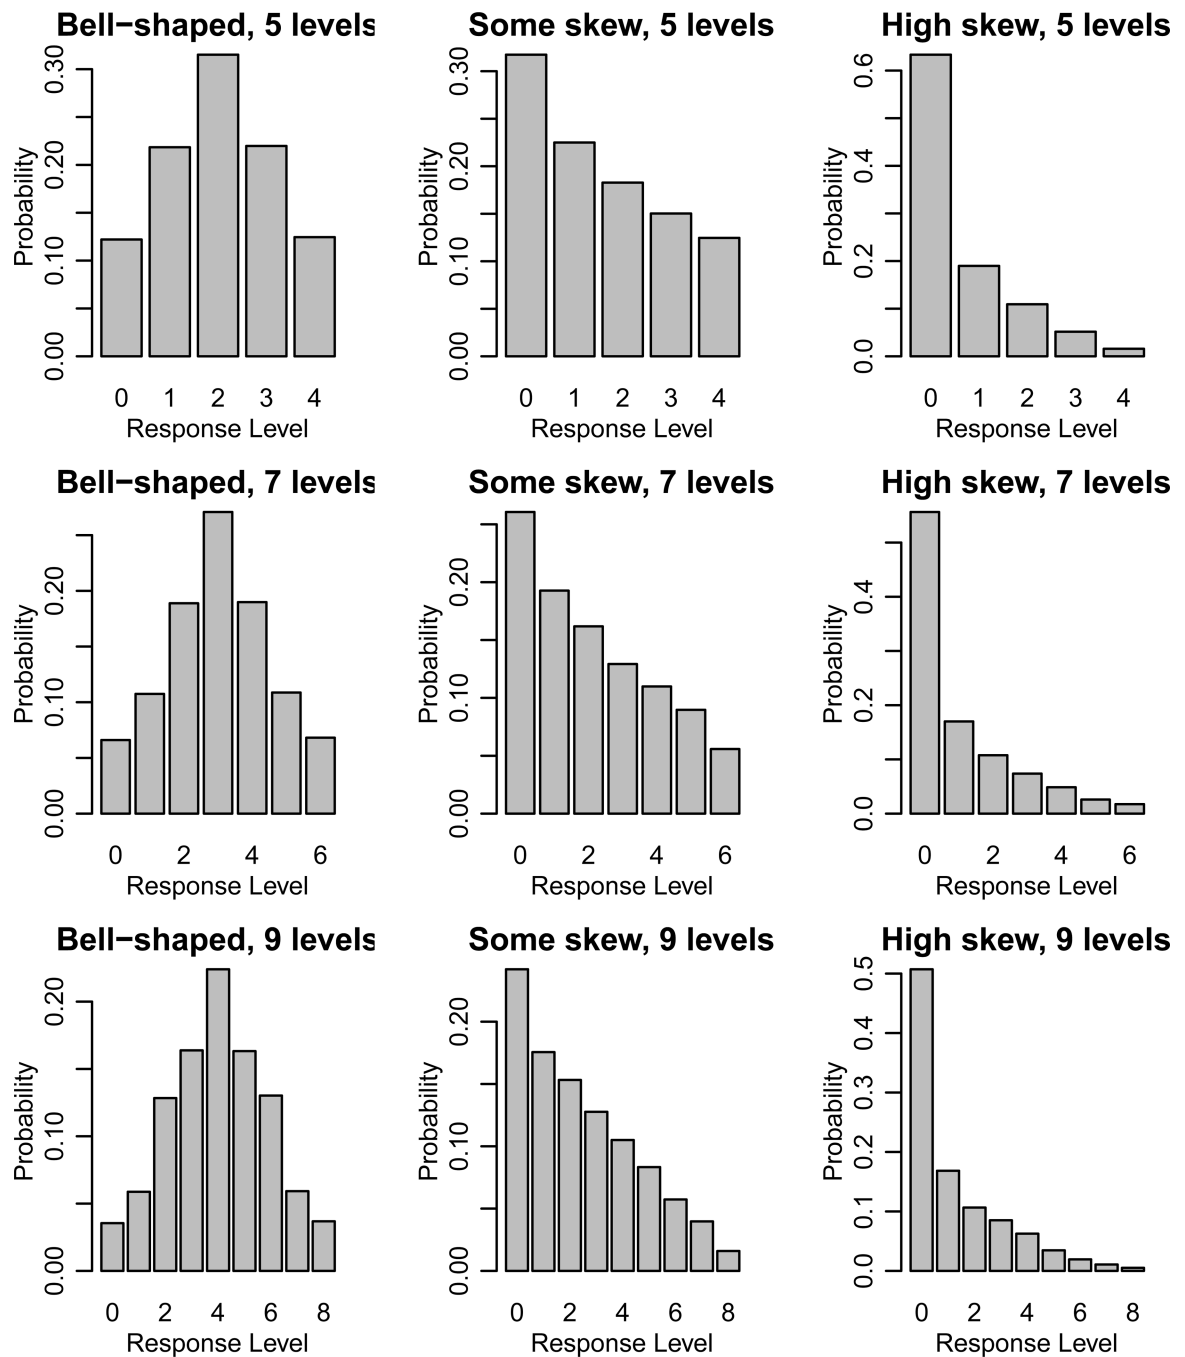 Bell−shaped, 5 levels
Probability
0.00 0.10 0.20 0.30
0 1 2 3 4
Response Level
Some skew, 5 levels
Probability
0.00 0.10 0.20 0.30
0 1 2 3 4
Response Level
High skew, 5 levels
Probability
0.0 0.2 0.4 0.6
0 1 2 3 4
Response Level
Bell−shaped, 7 levels
Probability
0.00 0.10 0.20
0 2 4 6
Response Level
Some skew, 7 levels
Probability
0.00 0.10 0.20
0 2 4 6
Response Level
High skew, 7 levels
Probability
0.0 0.2 0.4
0 2 4 6
Response Level
Bell−shaped, 9 levels
Probability
0.00 0.10 0.20
0 2 4 6 8
Response Level
Some skew, 9 levels
Probability
0.00 0.10 0.20
0 2 4 6 8
Response Level
High skew, 9 levels
Probability
0.0 0.1 0.2 0.3 0.4 0.5
0 2 4 6 8
Response Level